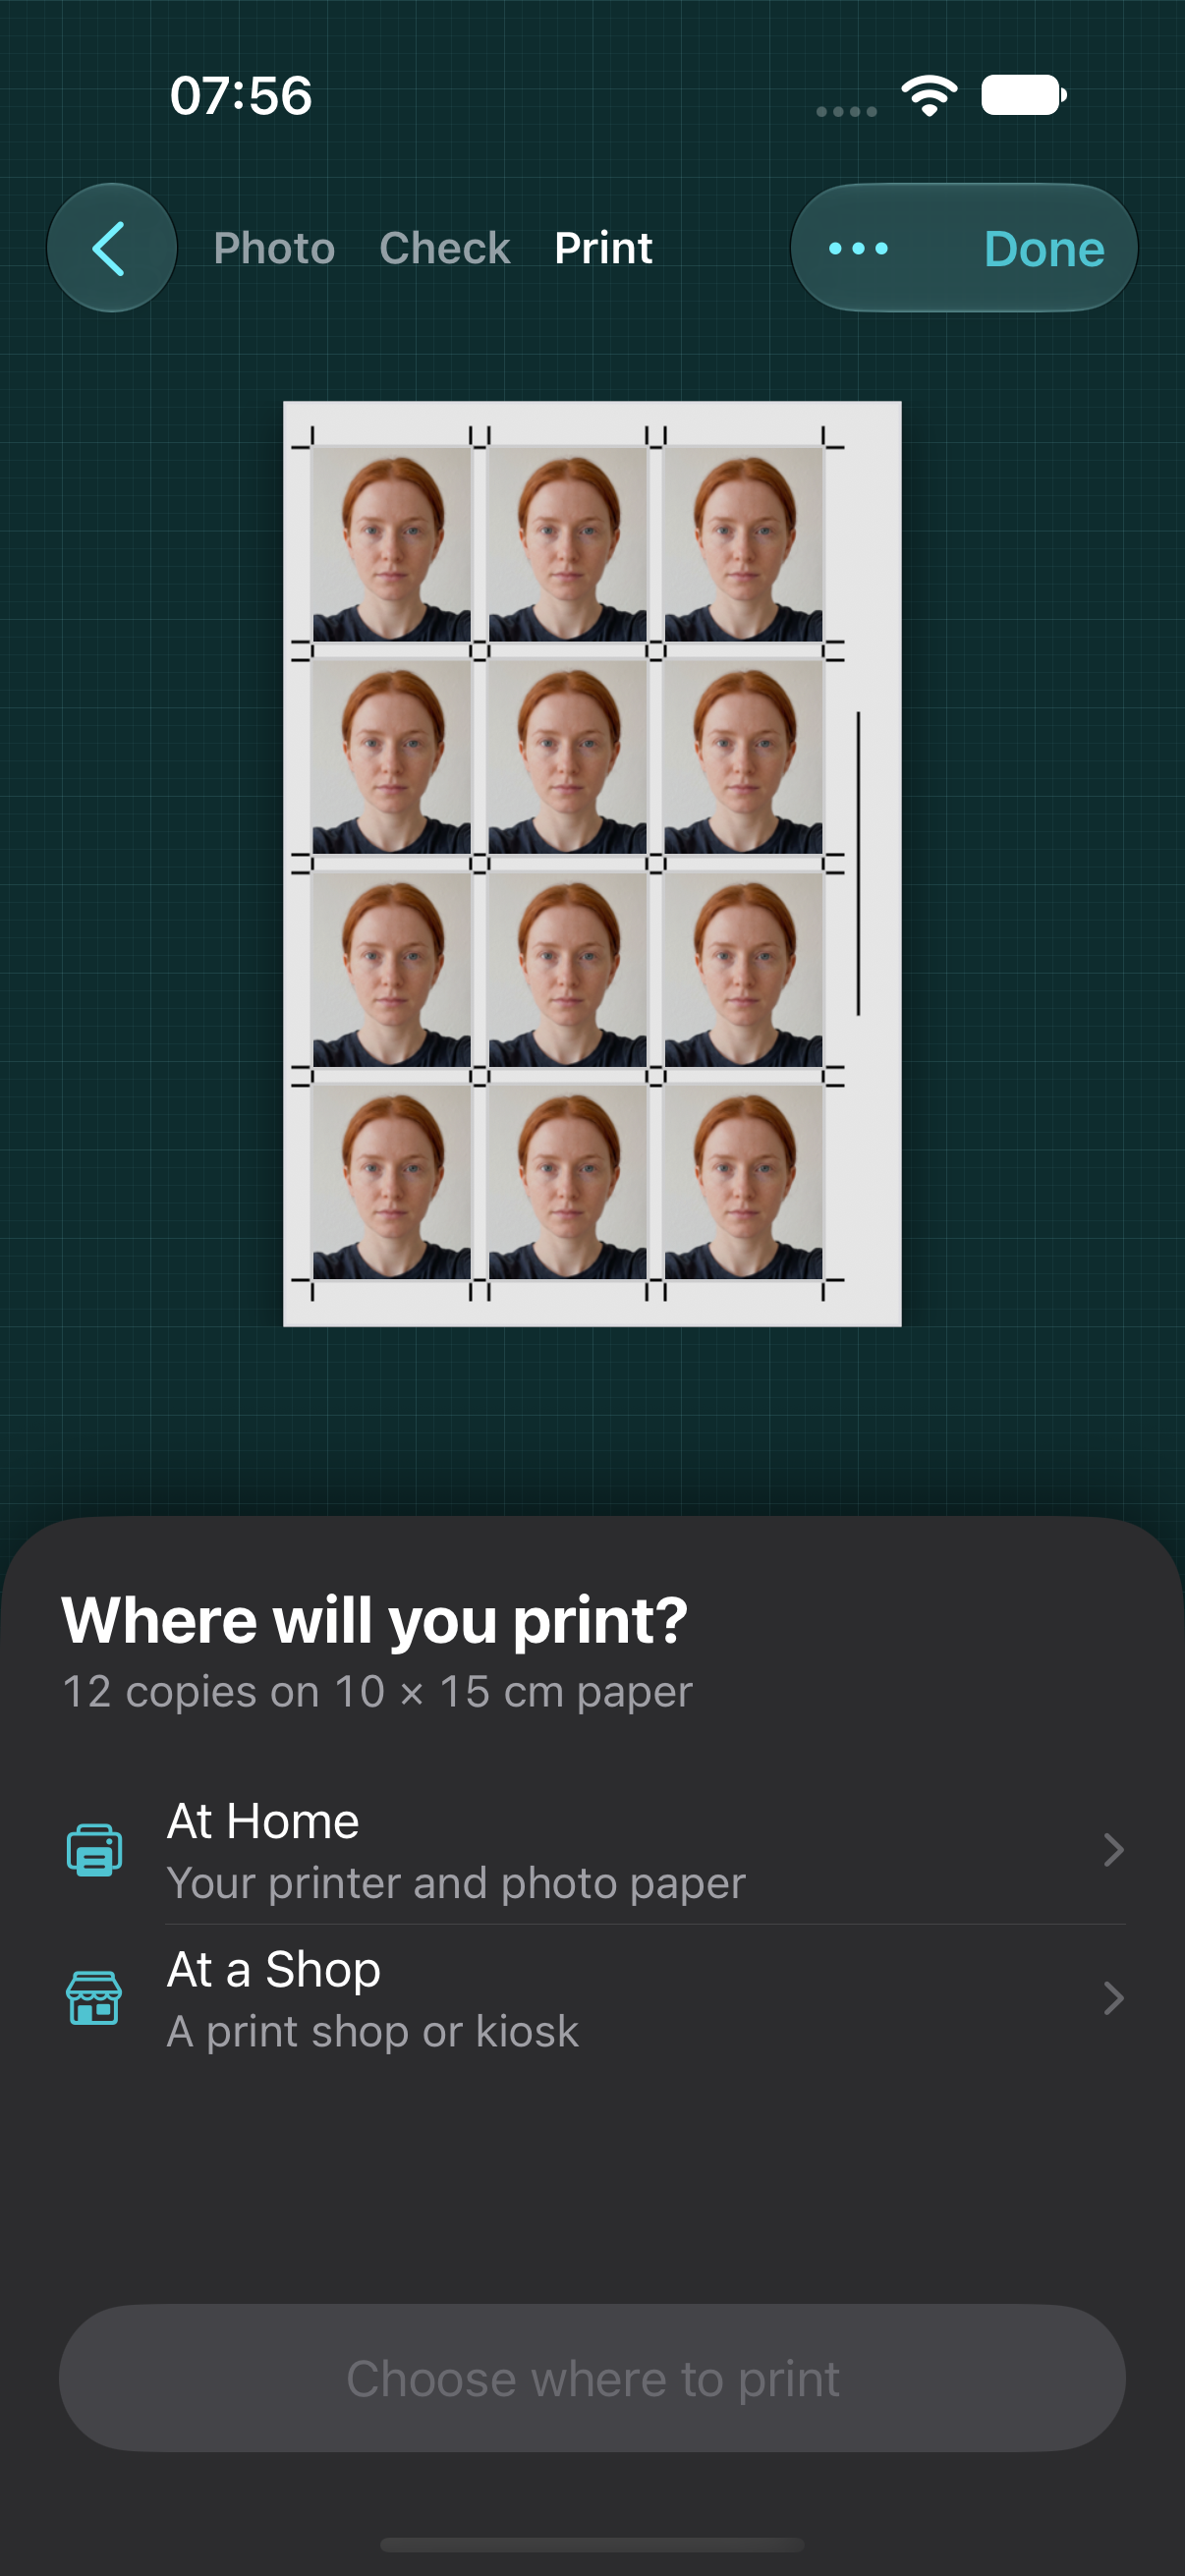 07:56
Photo Check Print
Done
Where will you print?
12 copies on 10 × 15 cm paper
At Home
Your printer and photo paper
At a Shop
A print shop or kiosk
Choose where to print